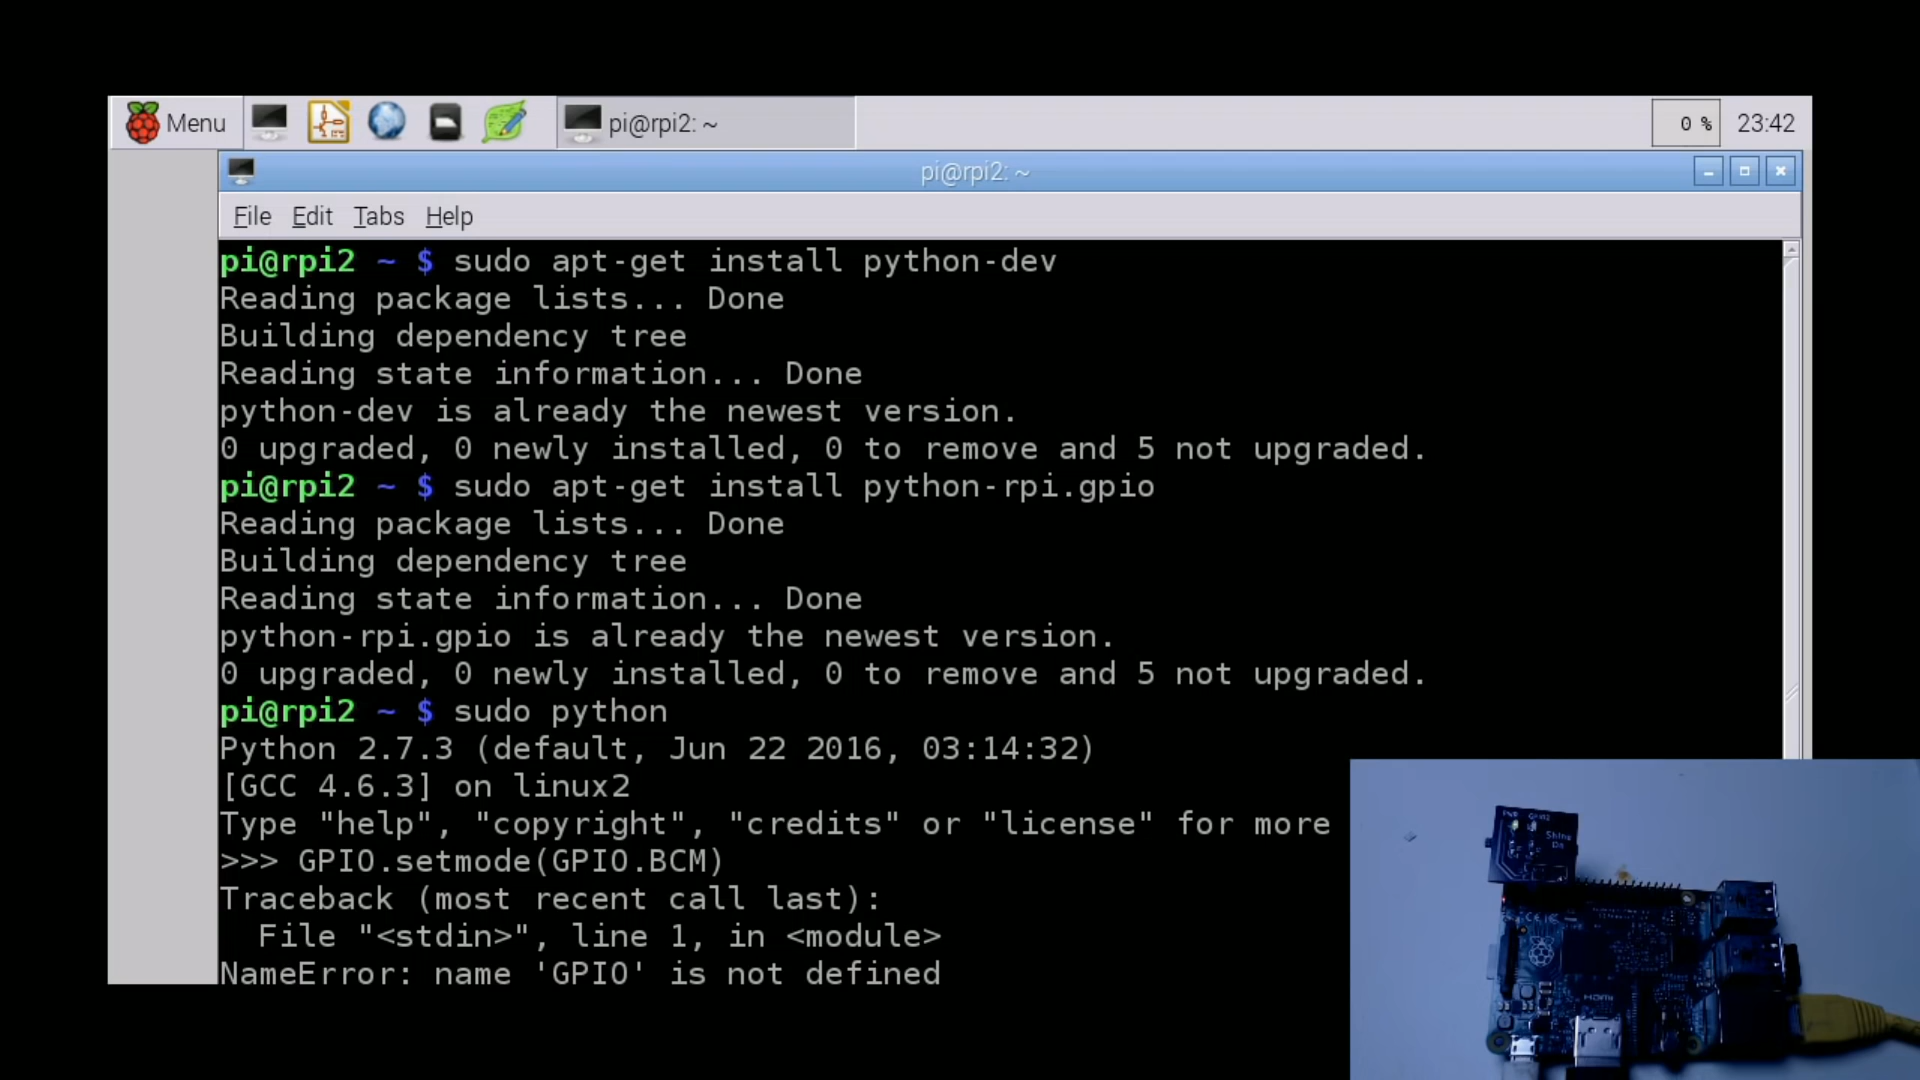 Menu
pi@rpi2: ~
0 %
23:42
pi@rpi2: ~
File Edit Tabs Help
pi@rpi2 ~ $ sudo apt-get install python-dev
Reading package lists... Done
Building dependency tree
Reading state information... Done
python-dev is already the newest version.
0 upgraded, 0 newly installed, 0 to remove and 5 not upgraded.
pi@rpi2 ~ $ sudo apt-get install python-rpi.gpio
Reading package lists... Done
Building dependency tree
Reading state information... Done
python-rpi.gpio is already the newest version.
0 upgraded, 0 newly installed, 0 to remove and 5 not upgraded.
pi@rpi2 ~ $ sudo python
Python 2.7.3 (default, Jun 22 2016, 03:14:32)
[GCC 4.6.3] on linux2
Type "help", "copyright", "credits" or "license" for more
>>> GPIO.setmode(GPIO.BCM)
Traceback (most recent call last):
  File "<stdin>", line 1, in <module>
NameError: name 'GPIO' is not defined
PWR
Shine
On
HDMI